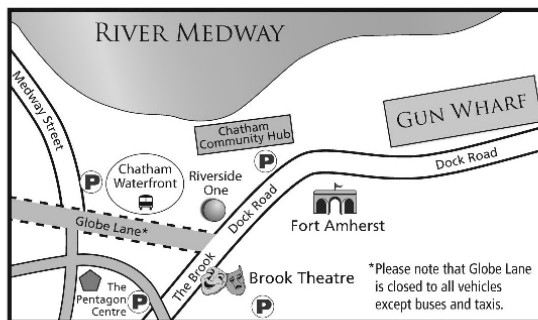 RIVER MEDWAY
Medway Street
GUN WHARF
Chatham
Community Hub
P
Dock Road
P
Chatham
Waterfront
Riverside
One
Dock Road
Fort Amherst
Globe Lane*
The Brook
Brook Theatre
The
Pentagon
Centre
P
P
*Please note that Globe Lane
is closed to all vehicles
except buses and taxis.